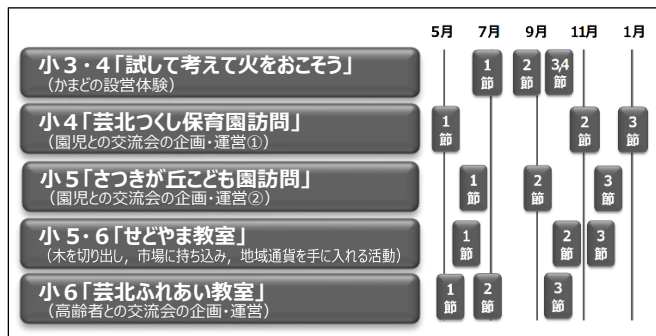 5月 7月 9月 11月 1月
小3・4「試して考えて火をおこそう」
（かまどの設営体験）
1節 2節 3,4節
小4「芸北つくし保育園訪問」
（園児との交流会の企画・運営①）
1節 2節 3節
小5「さつきが丘こども園訪問」
（園児との交流会の企画・運営②）
1節 2節 3節
小5・6「せどやま教室」
（木を切り出し，市場に持ち込み，地域通貨を手に入れる活動）
1節 2節 3節
小6「芸北ふれあい教室」
（高齢者との交流会の企画・運営）
1節 2節 3節